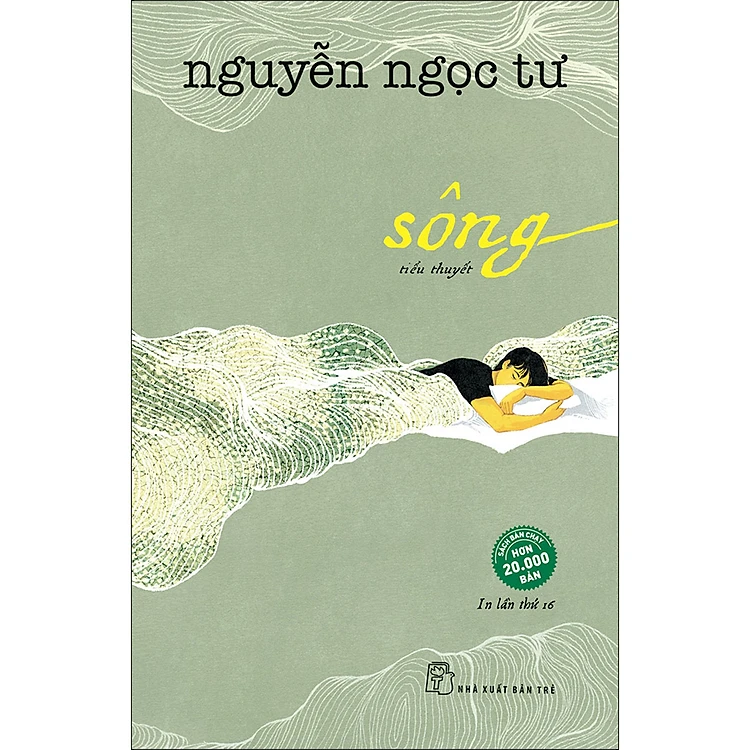 nguyễn ngọc tư
sông
tiểu thuyết
SÁCH BÁN CHẠY
HƠN
20.000
BẢN
In lần thứ 16
NHÀ XUẤT BẢN TRẺ